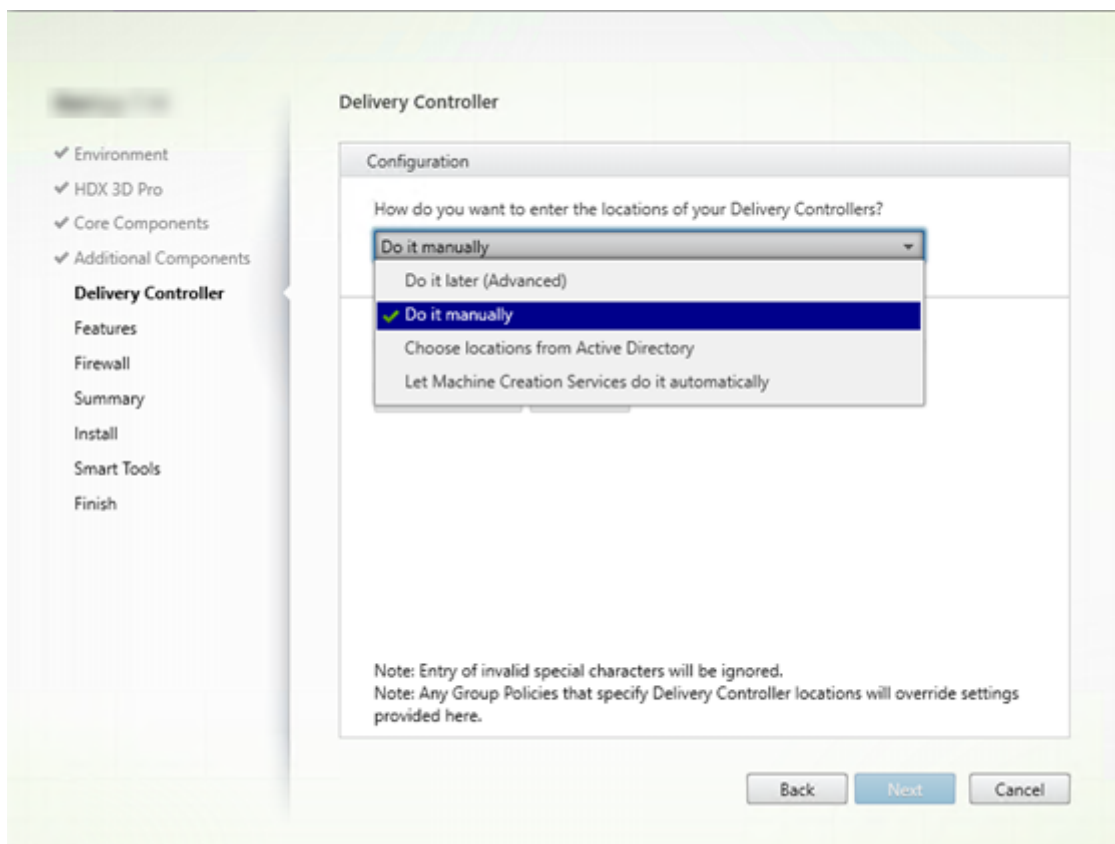 Delivery Controller
Environment
HDX 3D Pro
Core Components
Additional Components
Delivery Controller
Features
Firewall
Summary
Install
Smart Tools
Finish
Configuration
How do you want to enter the locations of your Delivery Controllers?
Do it manually
Do it later (Advanced)
Do it manually
Choose locations from Active Directory
Let Machine Creation Services do it automatically
Note: Entry of invalid special characters will be ignored.
Note: Any Group Policies that specify Delivery Controller locations will override settings
provided here.
Back
Next
Cancel